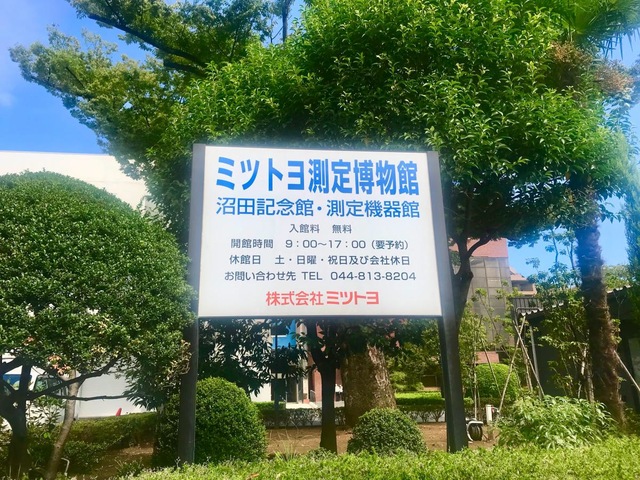 ミツトヨ測定博物館
沼田記念館・測定機器館
入館料　無料
開館時間　9：00～17：00（要予約）
休館日　土・日曜・祝日及び会社休日
お問い合わせ先 TEL 044-813-8204
株式会社 ミツトヨ